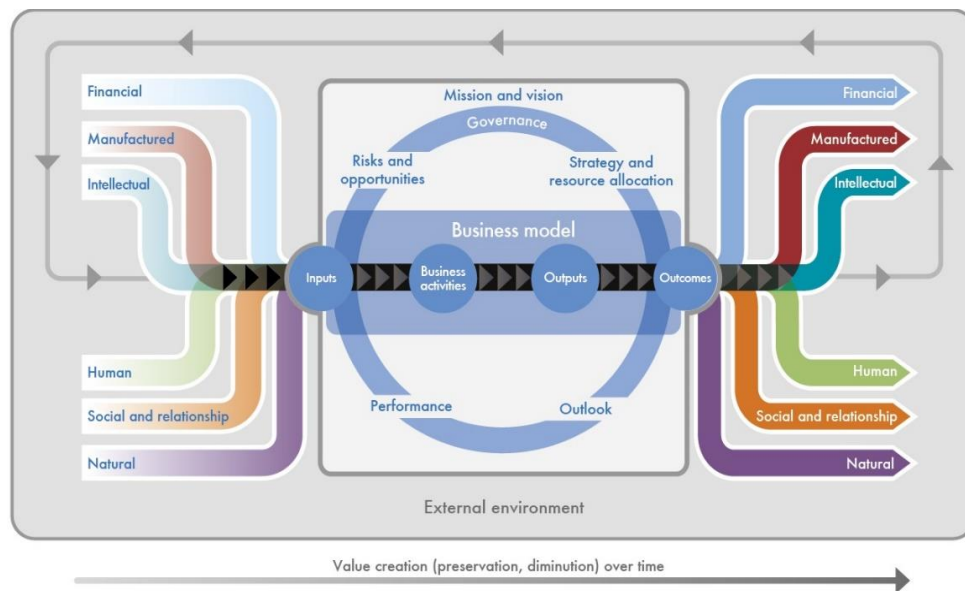 Financial
Manufactured
Intellectual
Human
Social and relationship
Natural
Mission and vision
Governance
Risks and
opportunities
Strategy and
resource allocation
Business model
Inputs
Business
activities
Outputs
Outcomes
Performance
Outlook
Financial
Manufactured
Intellectual
Human
Social and relationship
Natural
External environment
Value creation (preservation, diminution) over time